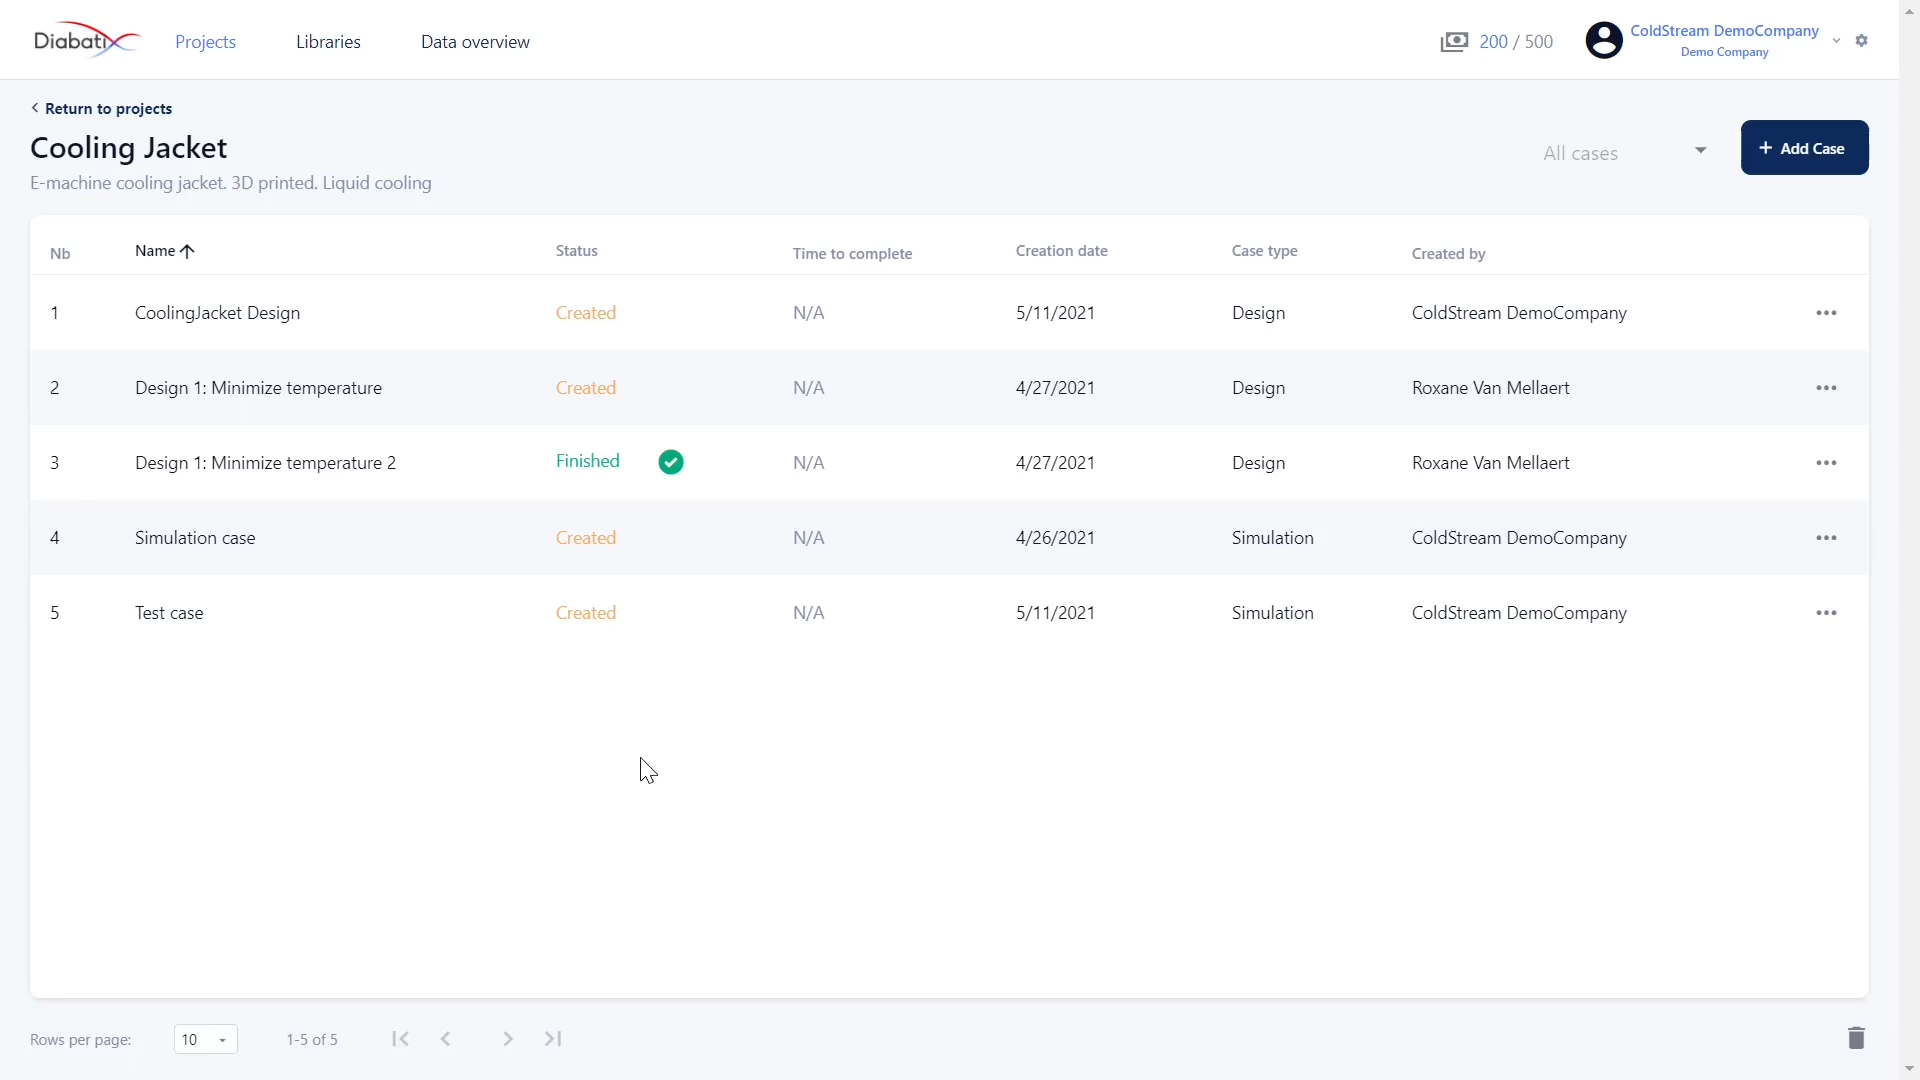 Diabatix Projects Libraries Data overview 200 / 500 ColdStream DemoCompany
Demo Company
Return to projects
Cooling Jacket
E-machine cooling jacket. 3D printed. Liquid cooling
All cases
+ Add Case
Nb Name Status Time to complete Creation date Case type Created by
1 CoolingJacket Design Created N/A 5/11/2021 Design ColdStream DemoCompany
2 Design 1: Minimize temperature Created N/A 4/27/2021 Design Roxane Van Mellaert
3 Design 1: Minimize temperature 2 Finished N/A 4/27/2021 Design Roxane Van Mellaert
4 Simulation case Created N/A 4/26/2021 Simulation ColdStream DemoCompany
5 Test case Created N/A 5/11/2021 Simulation ColdStream DemoCompany
Rows per page: 10 1-5 of 5